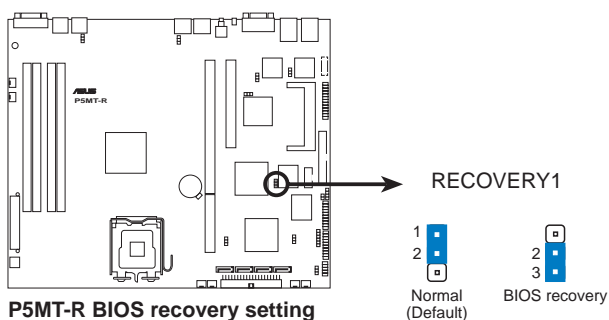 ASUS
P5MT-R
RECOVERY1
1
2
Normal
(Default)
2
3
BIOS recovery
P5MT-R BIOS recovery setting